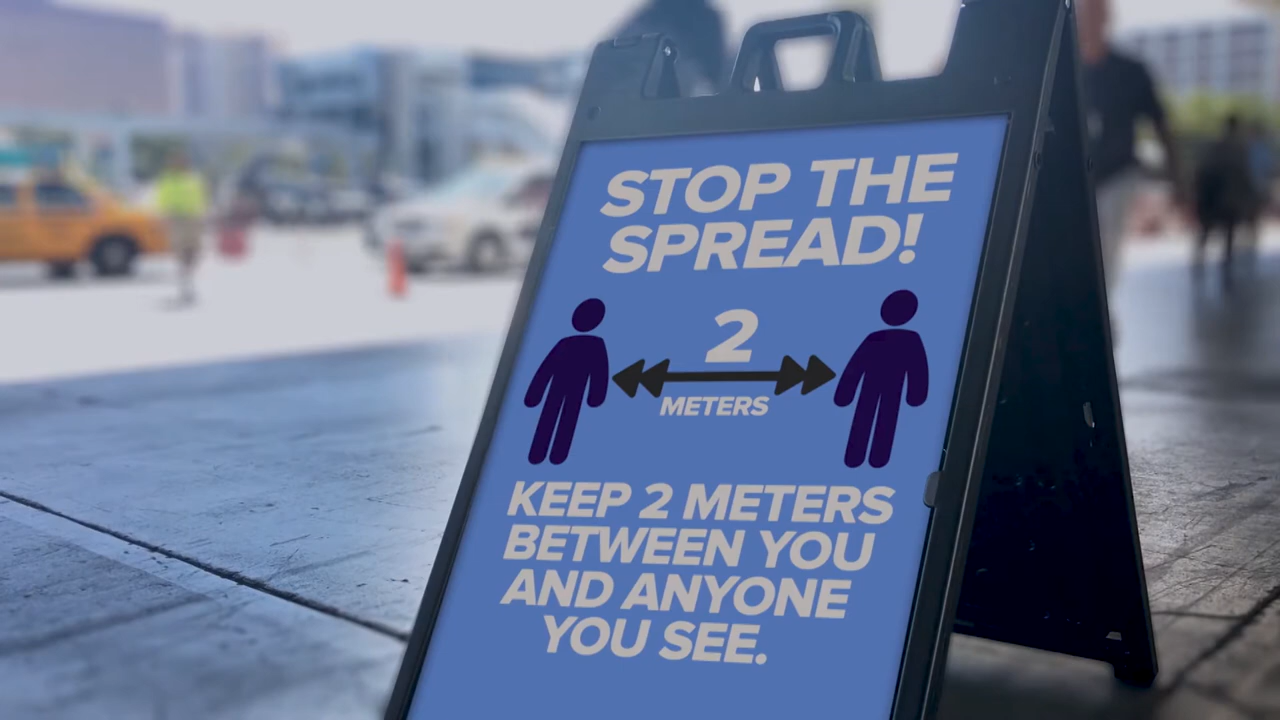 STOP THE
SPREAD!
2
METERS
KEEP 2 METERS
BETWEEN YOU
AND ANYONE
YOU SEE.